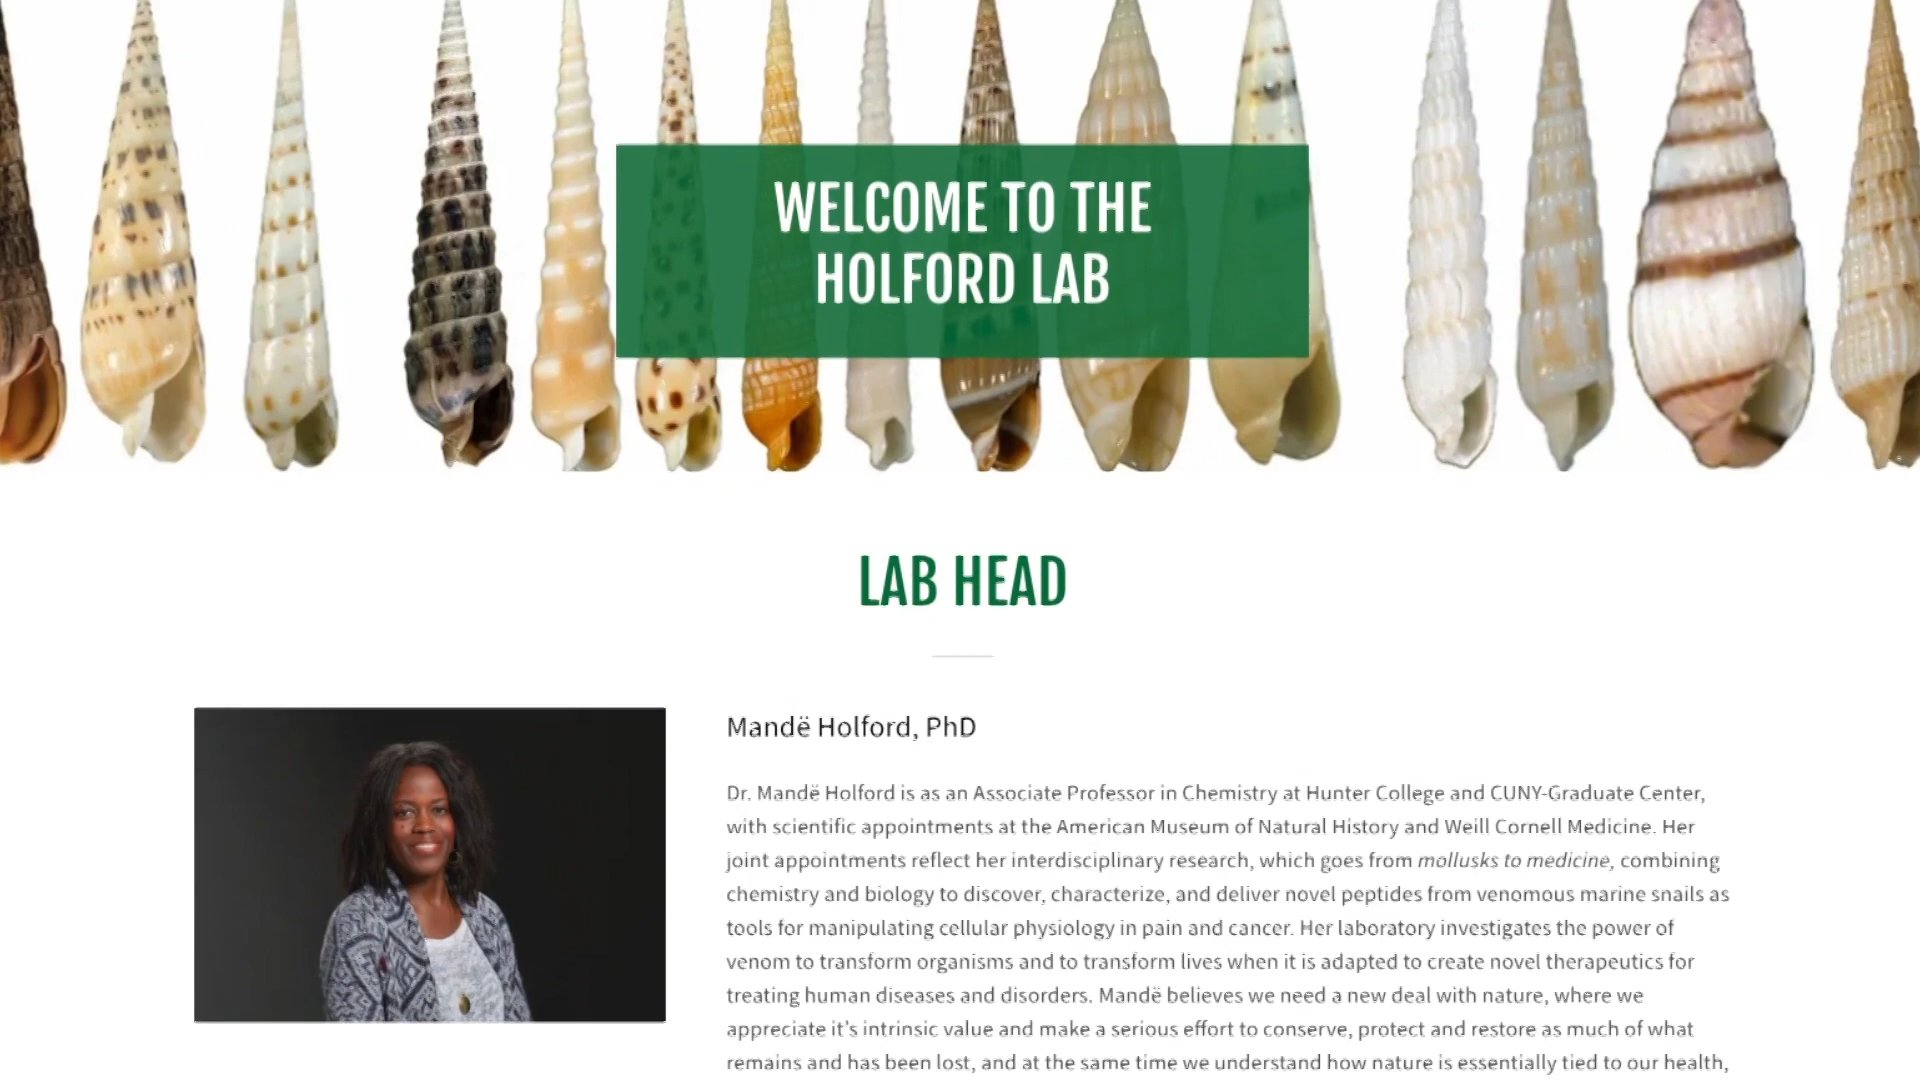 WELCOME TO THE
HOLFORD LAB
LAB HEAD
Mandë Holford, PhD
Dr. Mandë Holford is as an Associate Professor in Chemistry at Hunter College and CUNY-Graduate Center,
with scientific appointments at the American Museum of Natural History and Weill Cornell Medicine. Her
joint appointments reflect her interdisciplinary research, which goes from mollusks to medicine, combining
chemistry and biology to discover, characterize, and deliver novel peptides from venomous marine snails as
tools for manipulating cellular physiology in pain and cancer. Her laboratory investigates the power of
venom to transform organisms and to transform lives when it is adapted to create novel therapeutics for
treating human diseases and disorders. Mandë believes we need a new deal with nature, where we
appreciate it's intrinsic value and make a serious effort to conserve, protect and restore as much of what
remains and has been lost, and at the same time we understand how nature is essentially tied to our health,